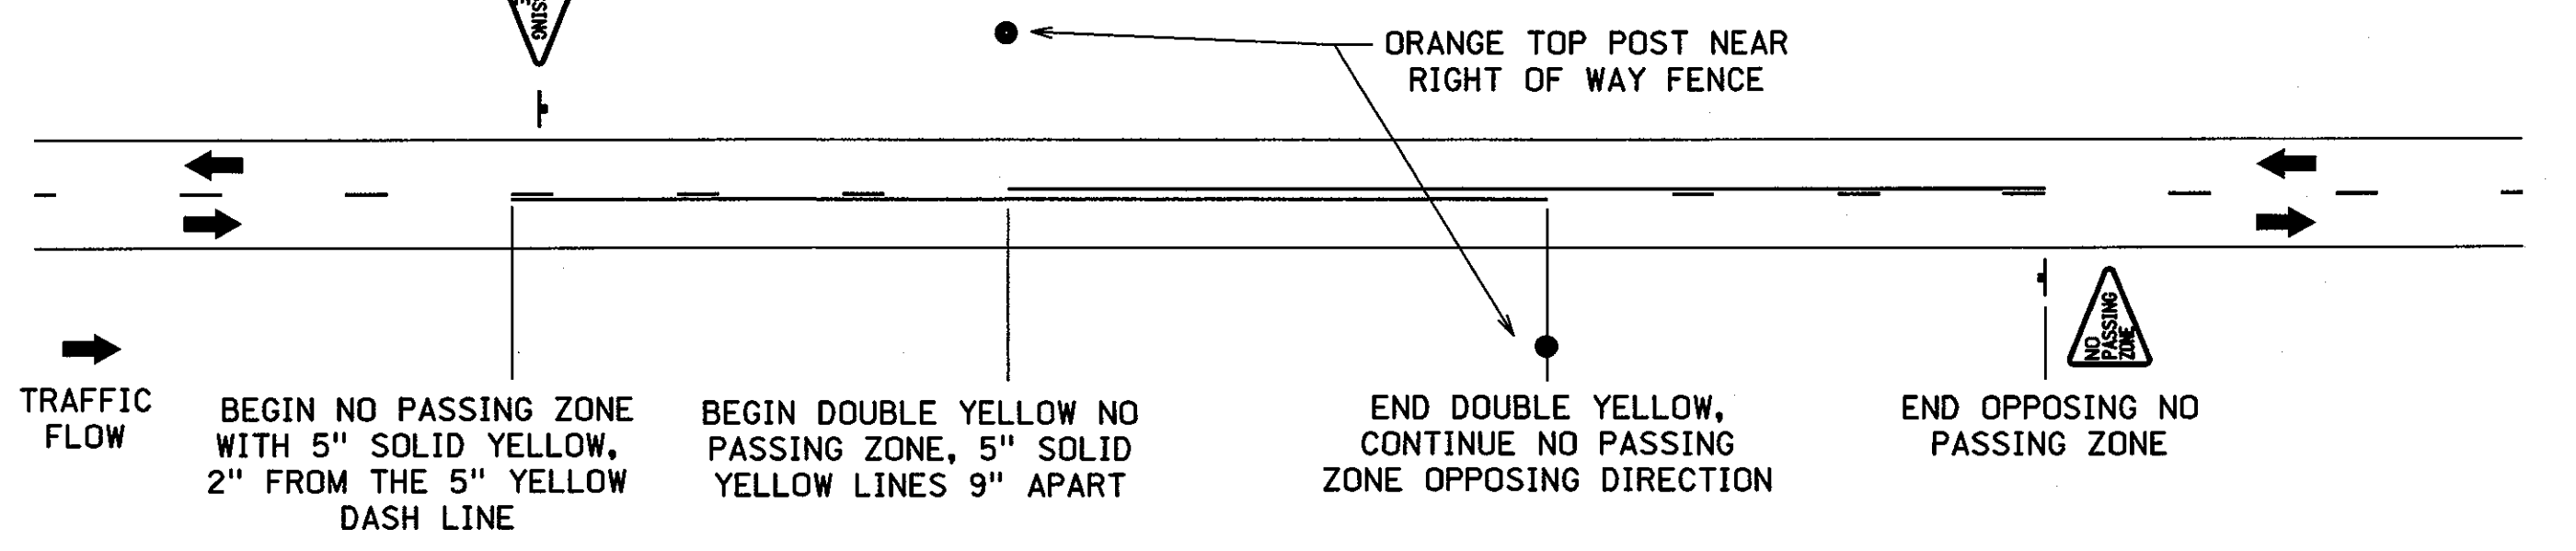 SSING
ORANGE TOP POST NEAR
RIGHT OF WAY FENCE
NO
PASSING
ZONE
TRAFFIC
FLOW
BEGIN NO PASSING ZONE
WITH 5" SOLID YELLOW,
2" FROM THE 5" YELLOW
DASH LINE
BEGIN DOUBLE YELLOW NO
PASSING ZONE, 5" SOLID
YELLOW LINES 9" APART
END DOUBLE YELLOW,
CONTINUE NO PASSING
ZONE OPPOSING DIRECTION
END OPPOSING NO
PASSING ZONE